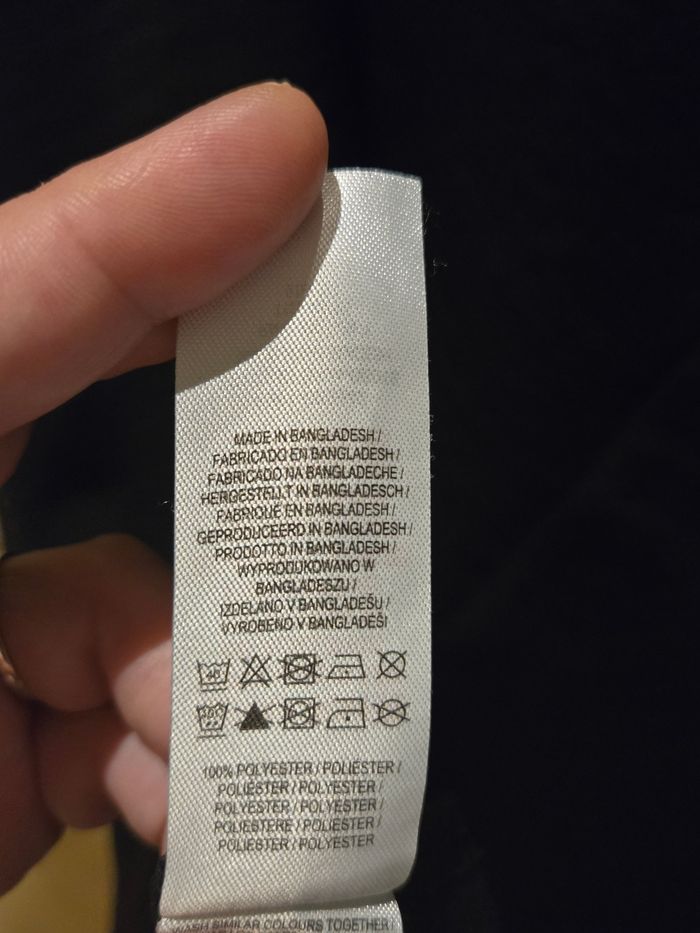 MADE IN BANGLADESH /
FABRICADO EN BANGLADESH /
FABRICADO NA BANGLADECHE /
HERGESTELLT IN BANGLADESCH /
FABRIQUÉ EN BANGLADESH /
GEPRODUCEERD IN BANGLADESH /
PRODOTTO IN BANGLADESH /
WYPRODUKOWANO W
BANGLADESZU /
IZDELANO V BANGLADEŠU /
VYROBENO V BANGLADÉŠI
40
100% POLYESTER / POLIÉSTER /
POLIÉSTER / POLYESTER /
POLYESTER / POLYESTER /
POLIESTERE / POLIESTER /
POLIESTER / POLYESTER
WASH SIMILAR COLOURS TOGETHER /